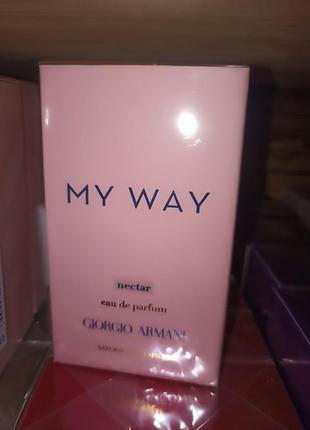 MY WAY
nectar
eau de parfum
GIORGIO ARMANI